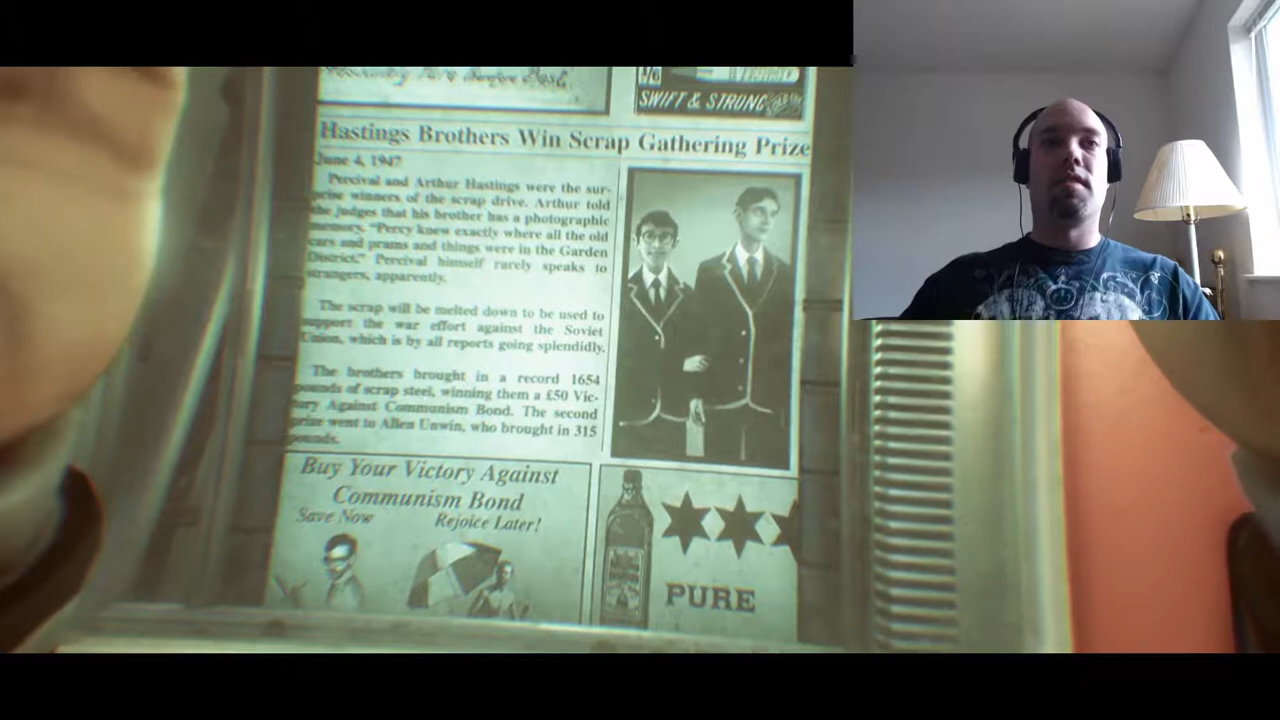 SWIFT & STRONG
Hastings Brothers Win Scrap Gathering Prize
June 4, 1947
Percival and Arthur Hastings were the sur-
prise winners of the scrap drive. Arthur told
the judges that his brother has a photographic
memory. "Percy knew exactly where all the old
cars and prams and things were in the Garden
District." Percival himself rarely speaks to
strangers, apparently.
The scrap will be melted down to be used to
support the war effort against the Soviet
Union, which is by all reports going splendidly.
The brothers brought in a record 1654
pounds of scrap steel, winning them a £50 Vic-
tory Against Communism Bond. The second
prize went to Allen Unwin, who brought in 315
pounds.
Buy Your Victory Against
Communism Bond
Save Now
Rejoice Later!
PURE